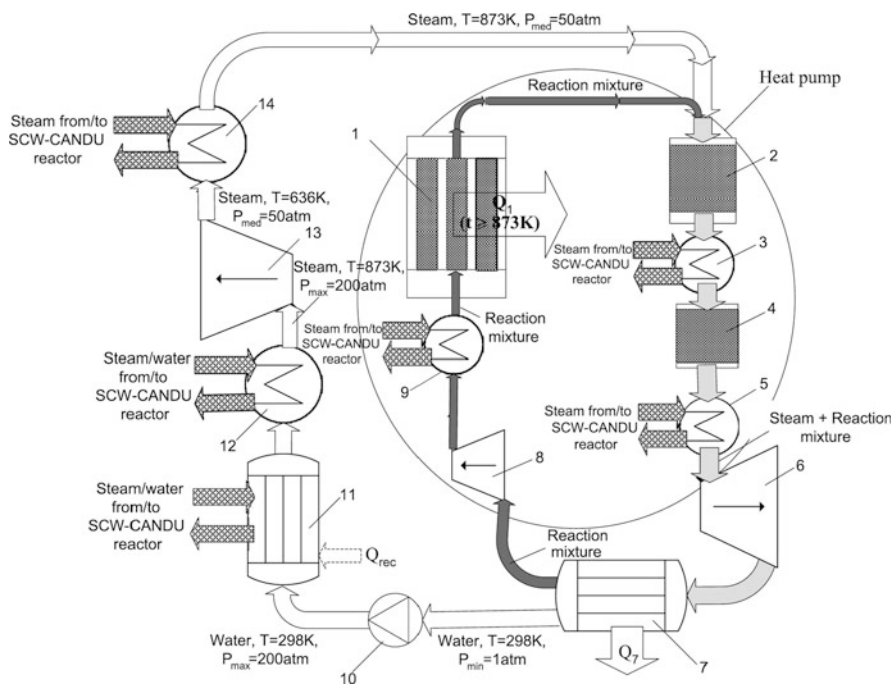 Steam, T=873K, P_med=50atm
Heat pump
Reaction mixture
14
Steam from/to
SCW-CANDU
reactor
1
2
Steam, T=636K,
P_med=50atm
Q_1
(t ≥ 873K)
13
Steam, T=873K,
P_max=200atm
Steam from/to
SCW-CANDU
reactor
3
Reaction
mixture
4
Steam from/to
SCW-CANDU
reactor
9
Steam/water
from/to
SCW-CANDU
reactor
12
5
Steam from/to
SCW-CANDU
reactor
Steam + Reaction
mixture
6
8
11
Steam/water
from/to
SCW-CANDU
reactor
Q_rec
Reaction
mixture
Water, T=298K,
P_max=200atm
10
Water, T=298K,
P_min=1atm
Q_7
7